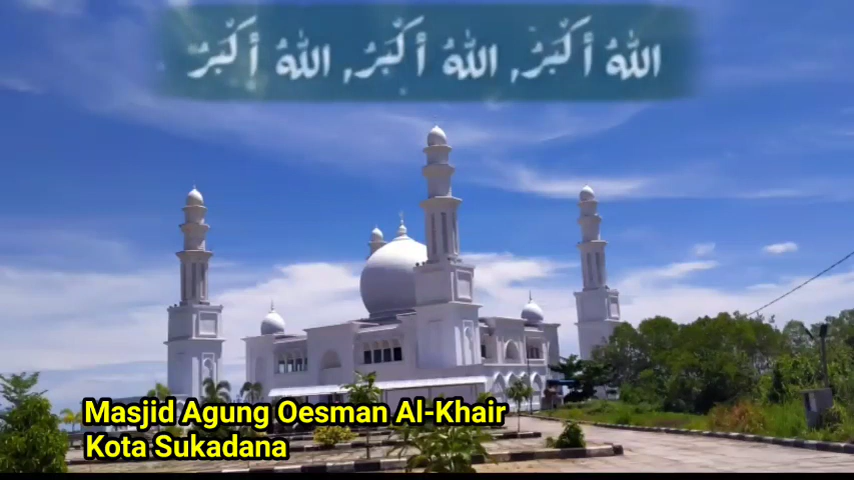 اللهُ أَكْبَرُ, اللهُ أَكْبَرُ, اللهُ أَكْبَرُ
Masjid Agung Oesman Al-Khair
Kota Sukadana